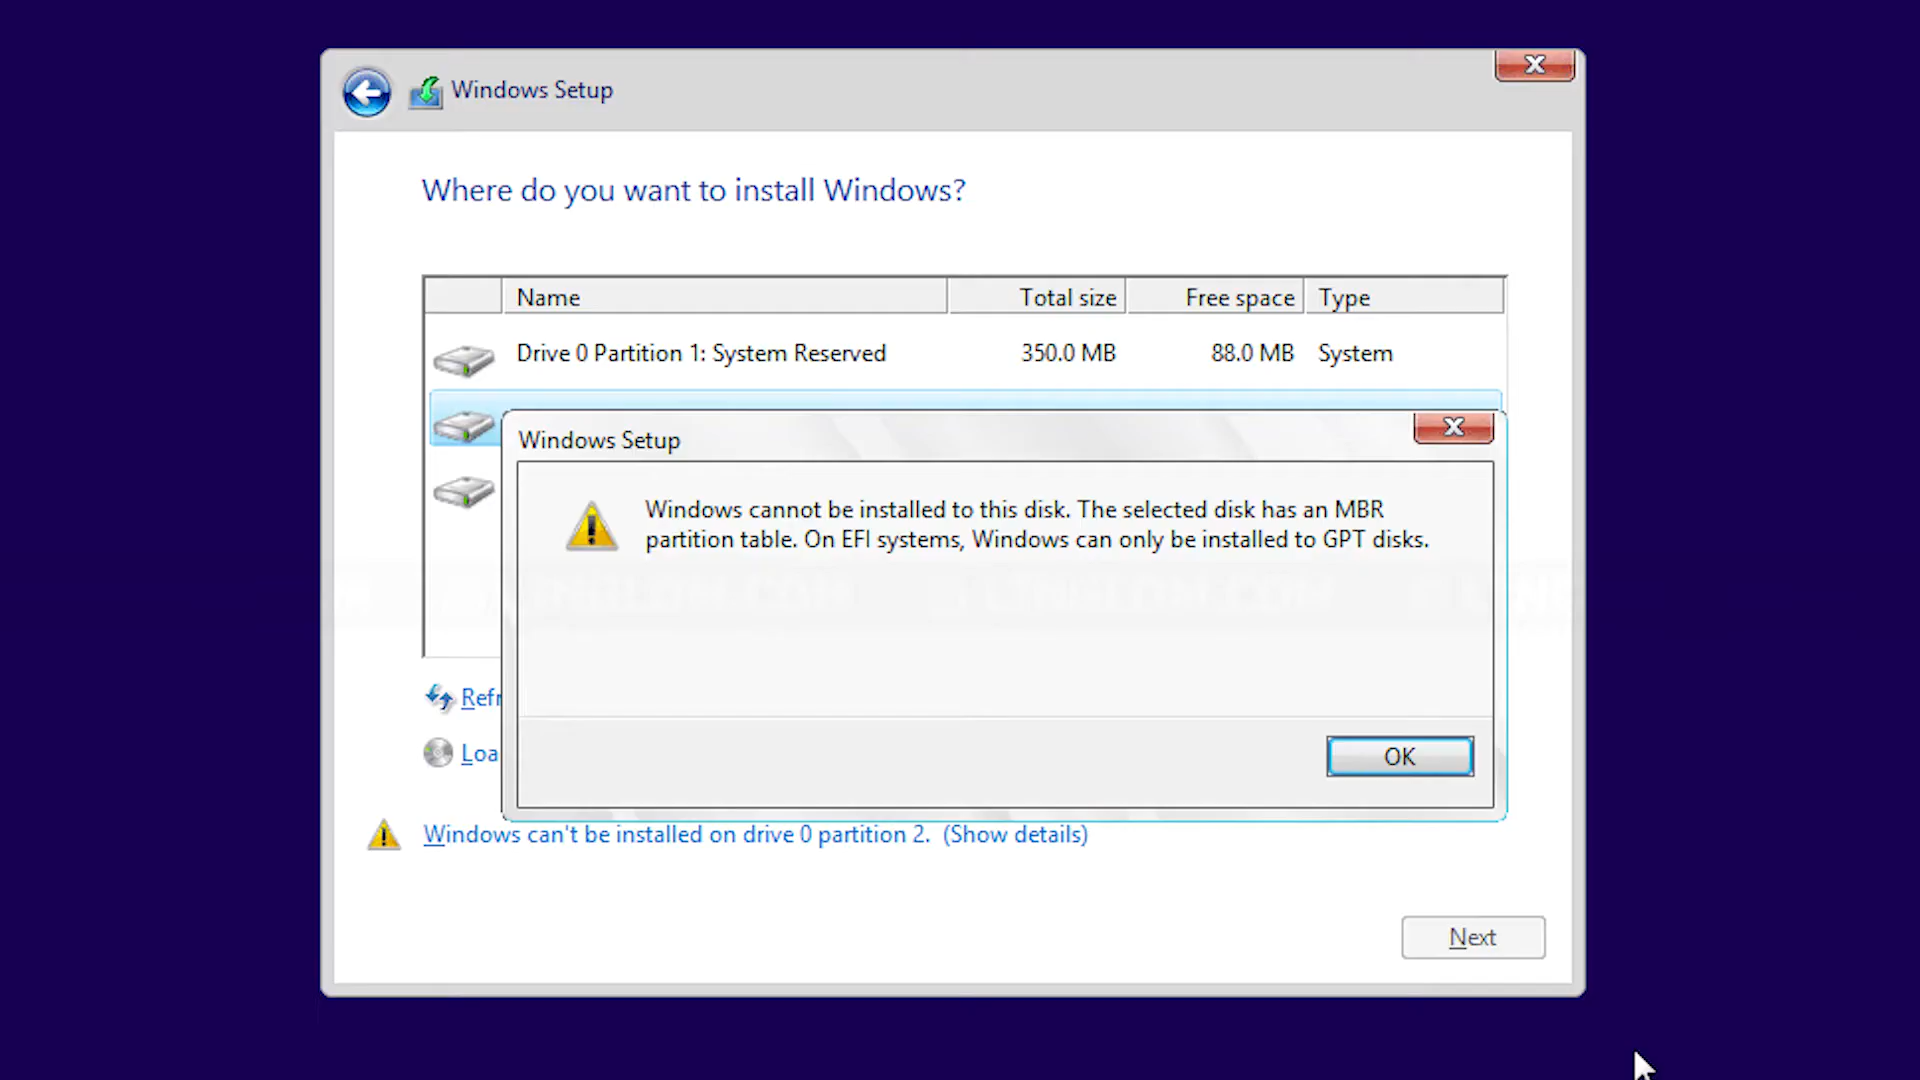 Windows Setup
Where do you want to install Windows?
Name Total size Free space Type
Drive 0 Partition 1: System Reserved 350.0 MB 88.0 MB System
Windows Setup
Windows cannot be installed to this disk. The selected disk has an MBR
partition table. On EFI systems, Windows can only be installed to GPT disks.
Refr
Loa
OK
Windows can't be installed on drive 0 partition 2. (Show details)
Next